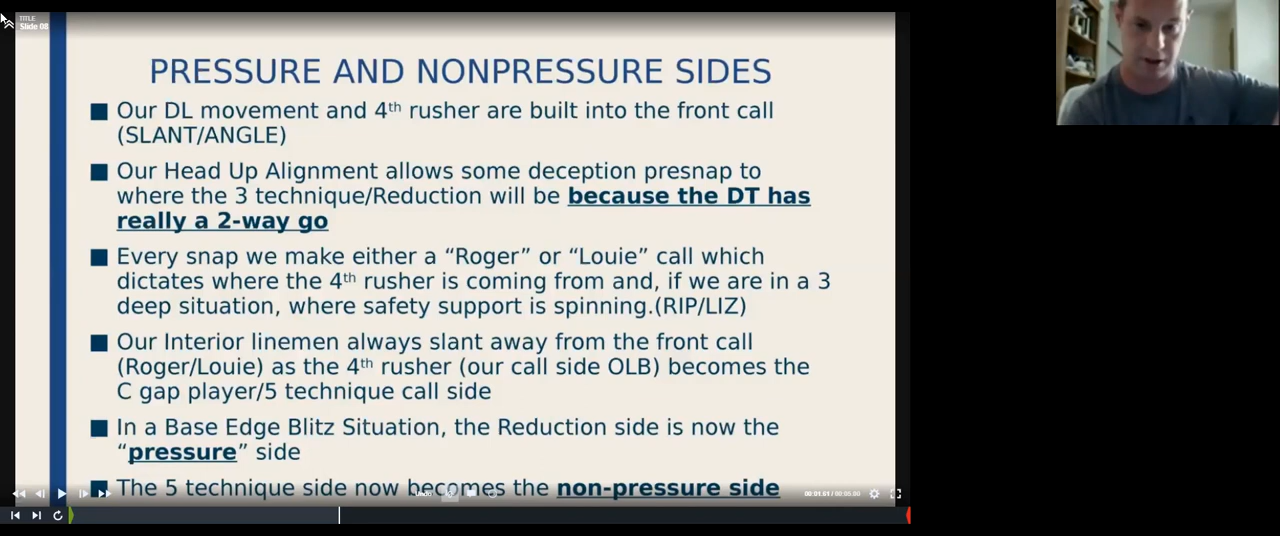 TITLE
Slide 08
PRESSURE AND NONPRESSURE SIDES
■ Our DL movement and 4th rusher are built into the front call
(SLANT/ANGLE)
■ Our Head Up Alignment allows some deception presnap to
where the 3 technique/Reduction will be because the DT has
really a 2-way go
■ Every snap we make either a “Roger” or “Louie” call which
dictates where the 4th rusher is coming from and, if we are in a 3
deep situation, where safety support is spinning.(RIP/LIZ)
■ Our Interior linemen always slant away from the front call
(Roger/Louie) as the 4th rusher (our call side OLB) becomes the
C gap player/5 technique call side
■ In a Base Edge Blitz Situation, the Reduction side is now the
“pressure” side
■ The 5 technique side now becomes the non-pressure side